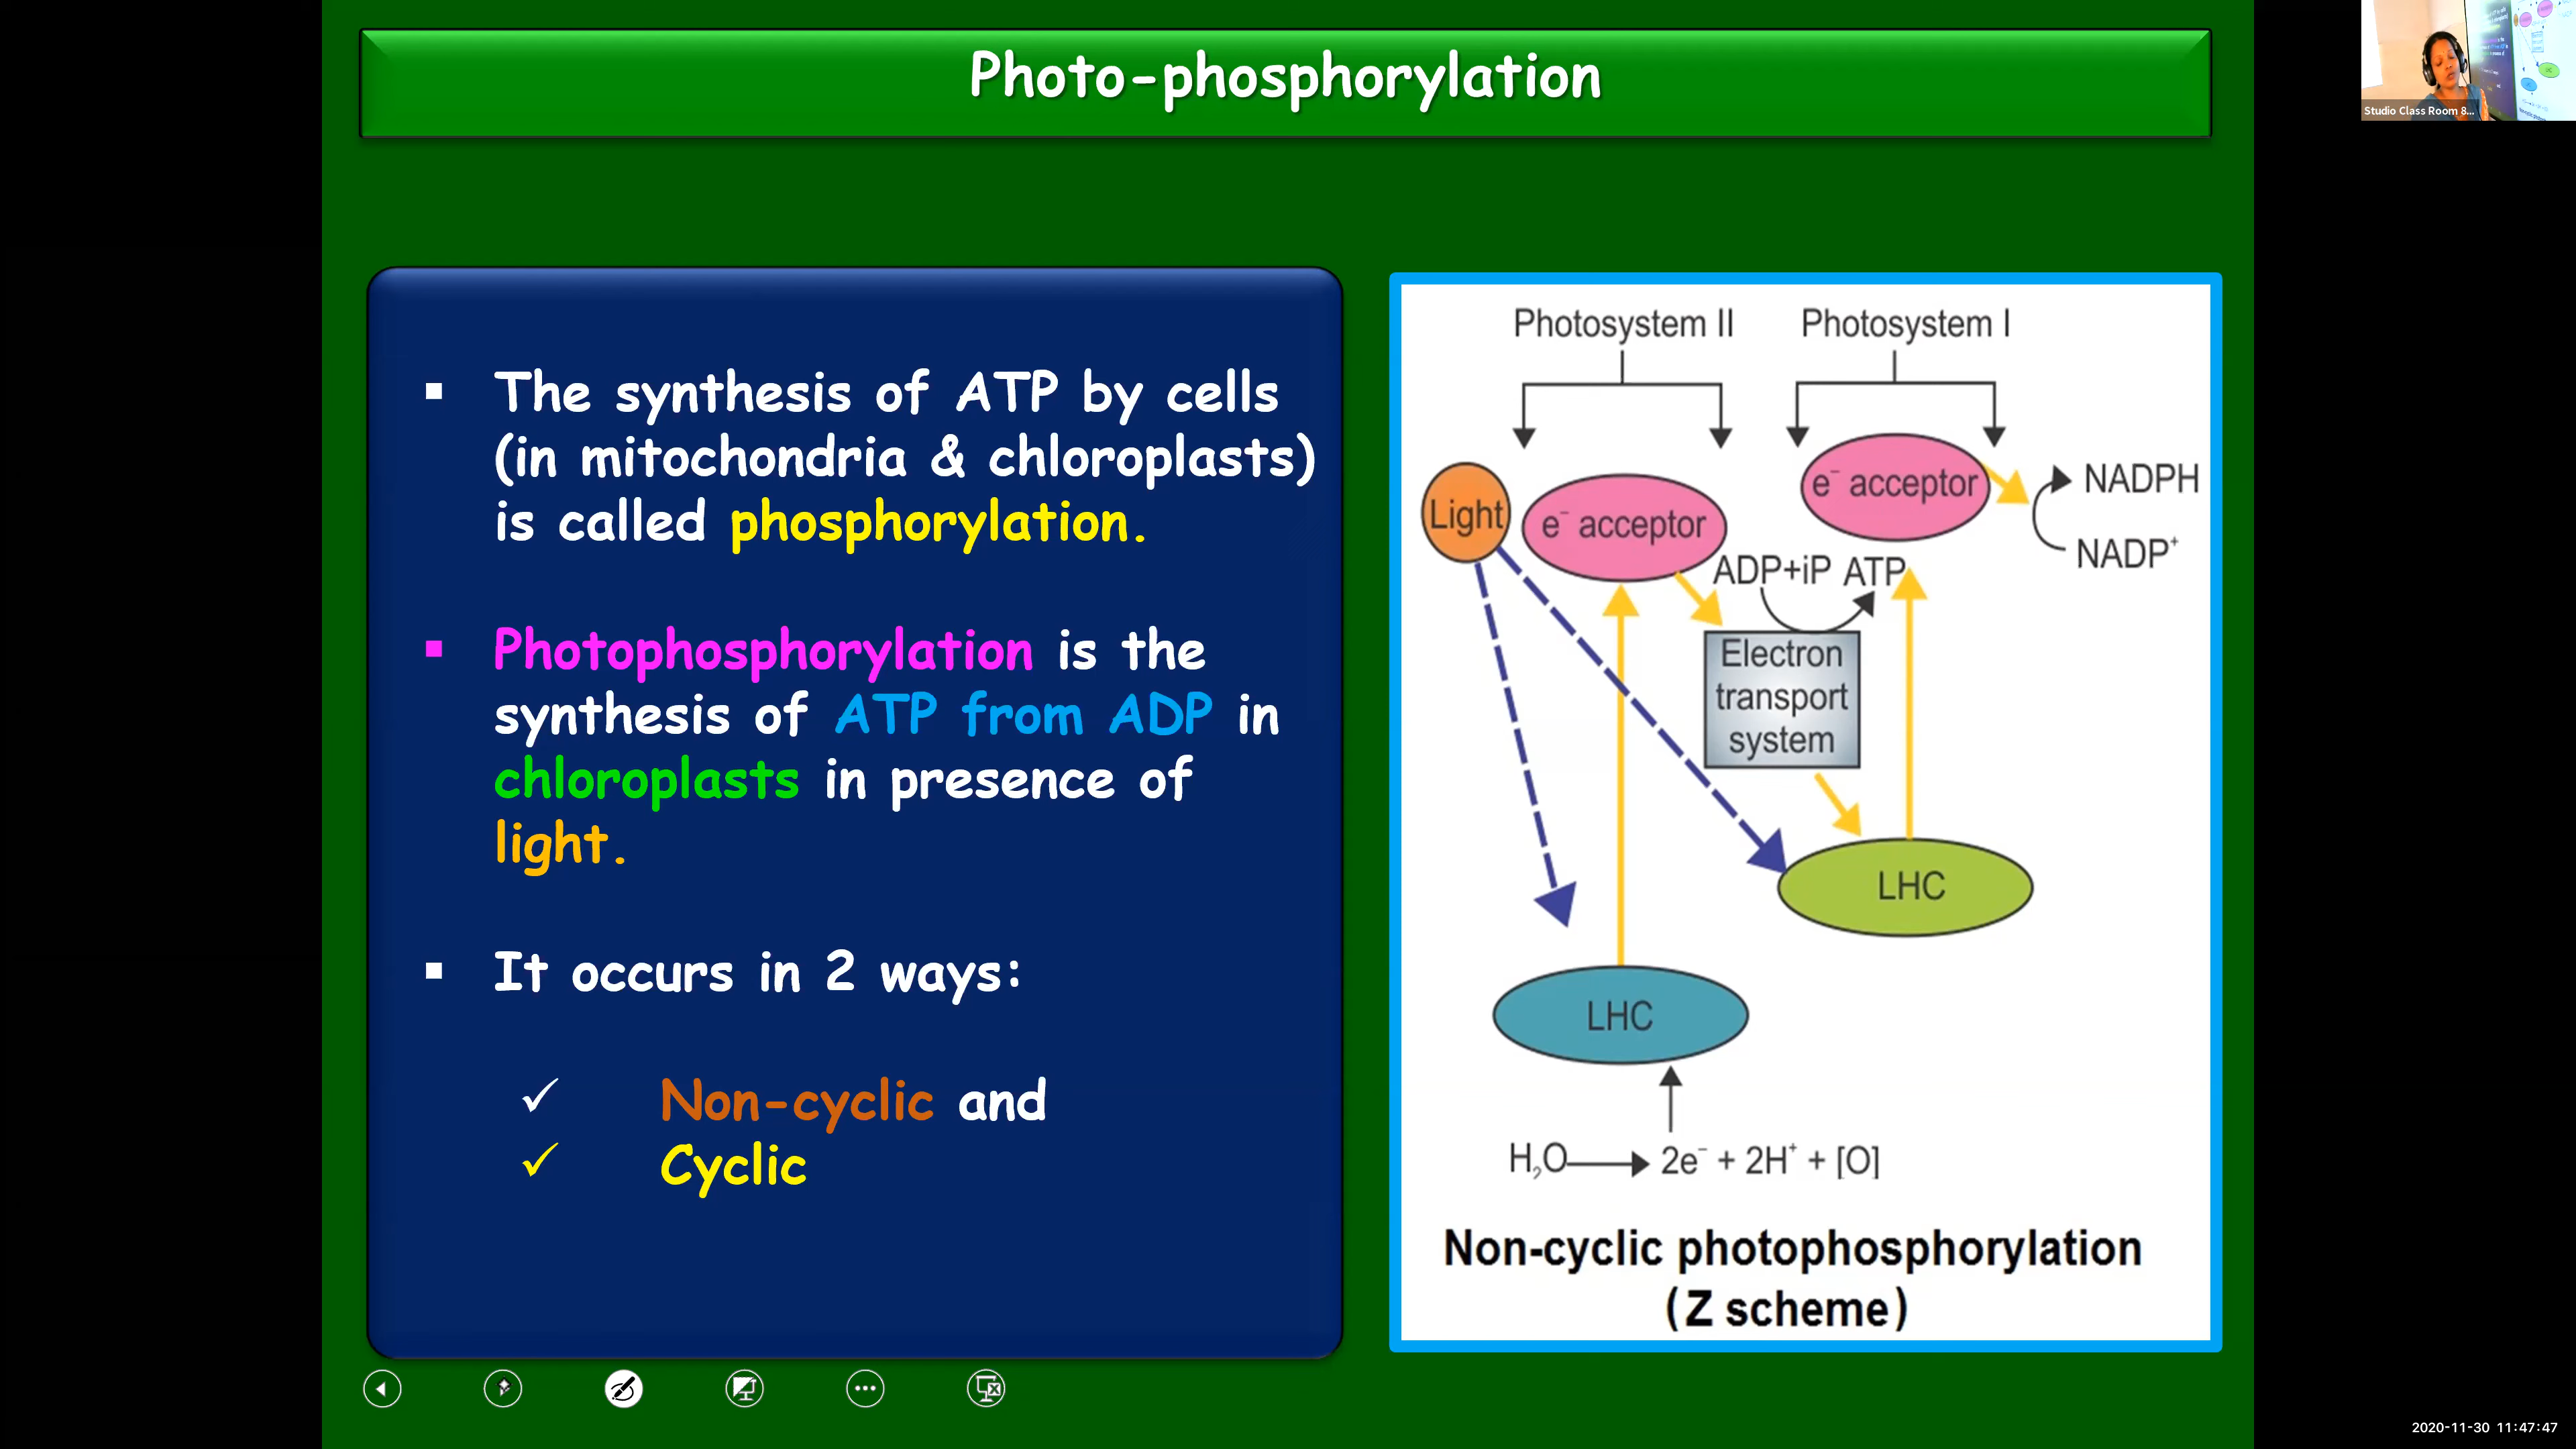 Photo-phosphorylation
Studio Class Room 8...
▪ The synthesis of ATP by cells
(in mitochondria & chloroplasts)
is called phosphorylation.
▪ Photophosphorylation is the
synthesis of ATP from ADP in
chloroplasts in presence of
light.
▪ It occurs in 2 ways:
✓ Non-cyclic and
✓ Cyclic
Photosystem II
Photosystem I
Light
e⁻ acceptor
e⁻ acceptor
NADPH
NADP⁺
ADP+iP ATP
Electron
transport
system
LHC
LHC
H₂O → 2e⁻ + 2H⁺ + [O]
Non-cyclic photophosphorylation
(Z scheme)
2020-11-30 11:47:47